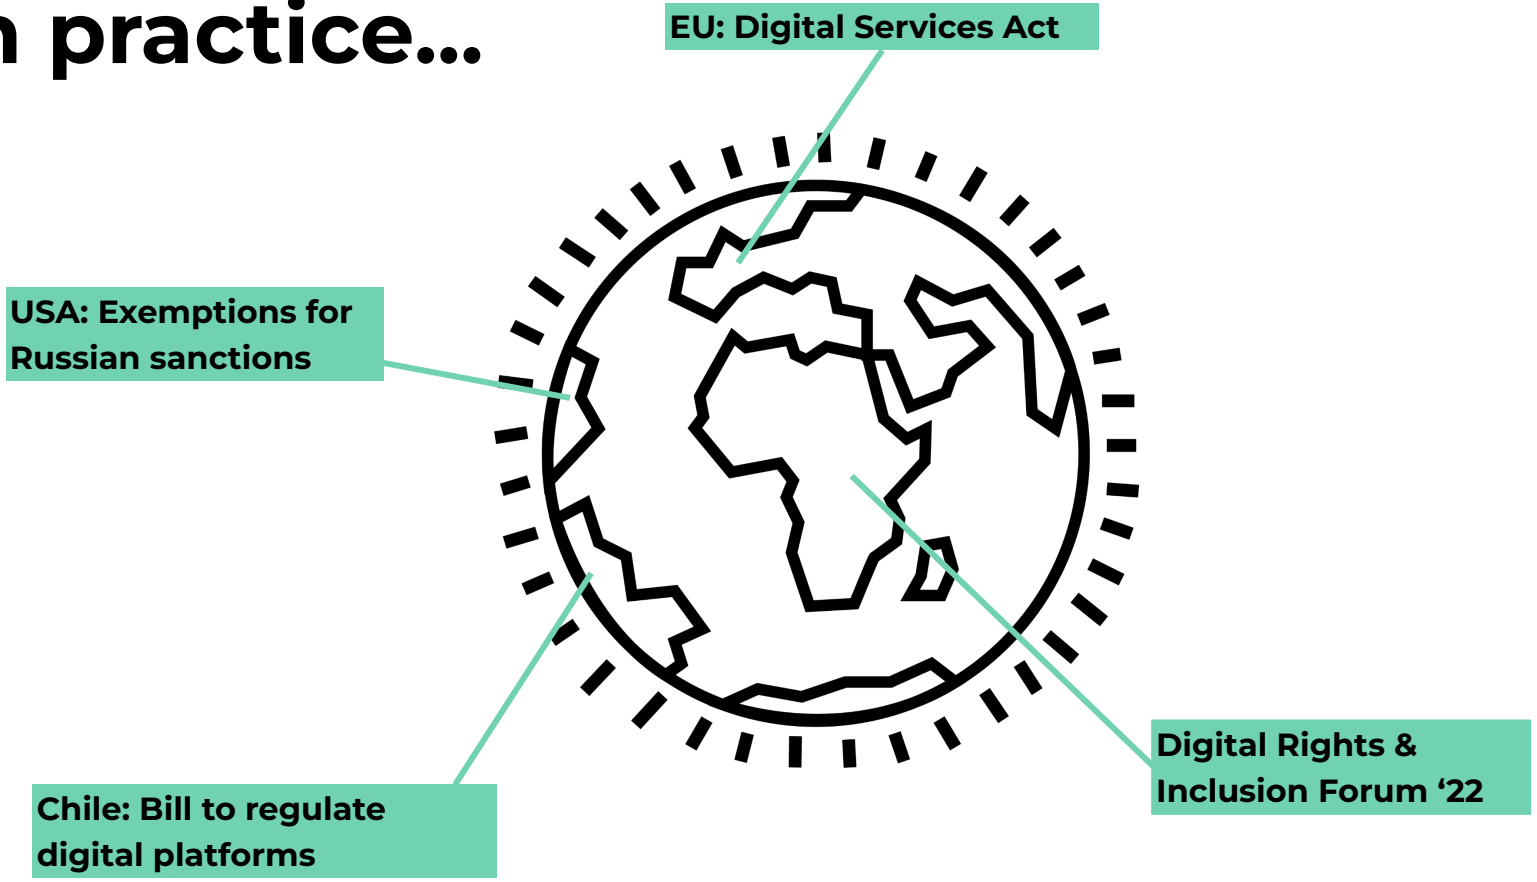 n practice...
EU: Digital Services Act
USA: Exemptions for
Russian sanctions
Digital Rights &
Inclusion Forum ‘22
Chile: Bill to regulate
digital platforms